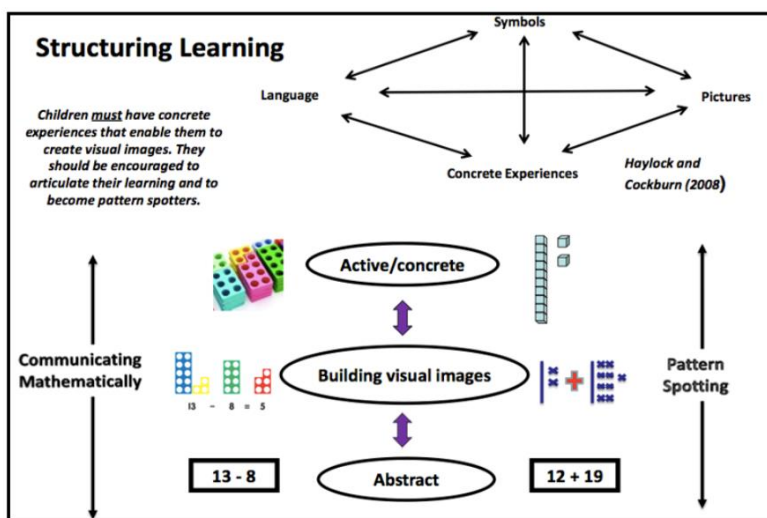 Structuring Learning
Symbols
Language
Pictures
Children must have concrete
experiences that enable them to
create visual images. They
should be encouraged to
articulate their learning and to
become pattern spotters.
Concrete Experiences
Haylock and
Cockburn (2008)
Active/concrete
Communicating
Mathematically
13 - 8 = 5
Building visual images
Pattern
Spotting
13 - 8
Abstract
12 + 19